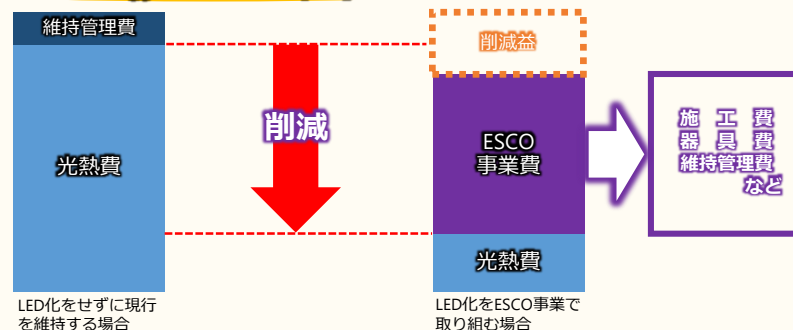 維持管理費
光熱費
LED化をせずに現行
を維持する場合
削減
削減益
ESCO
事業費
光熱費
LED化をESCO事業で
取り組む場合
施工費
器具費
維持管理費
など